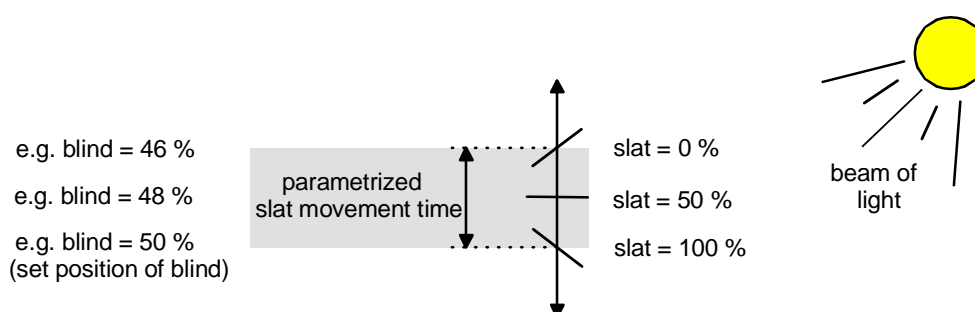 e.g. blind = 46 %
e.g. blind = 48 %
e.g. blind = 50 %
(set position of blind)
parametrized
slat movement time
slat = 0 %
slat = 50 %
slat = 100 %
beam of
light